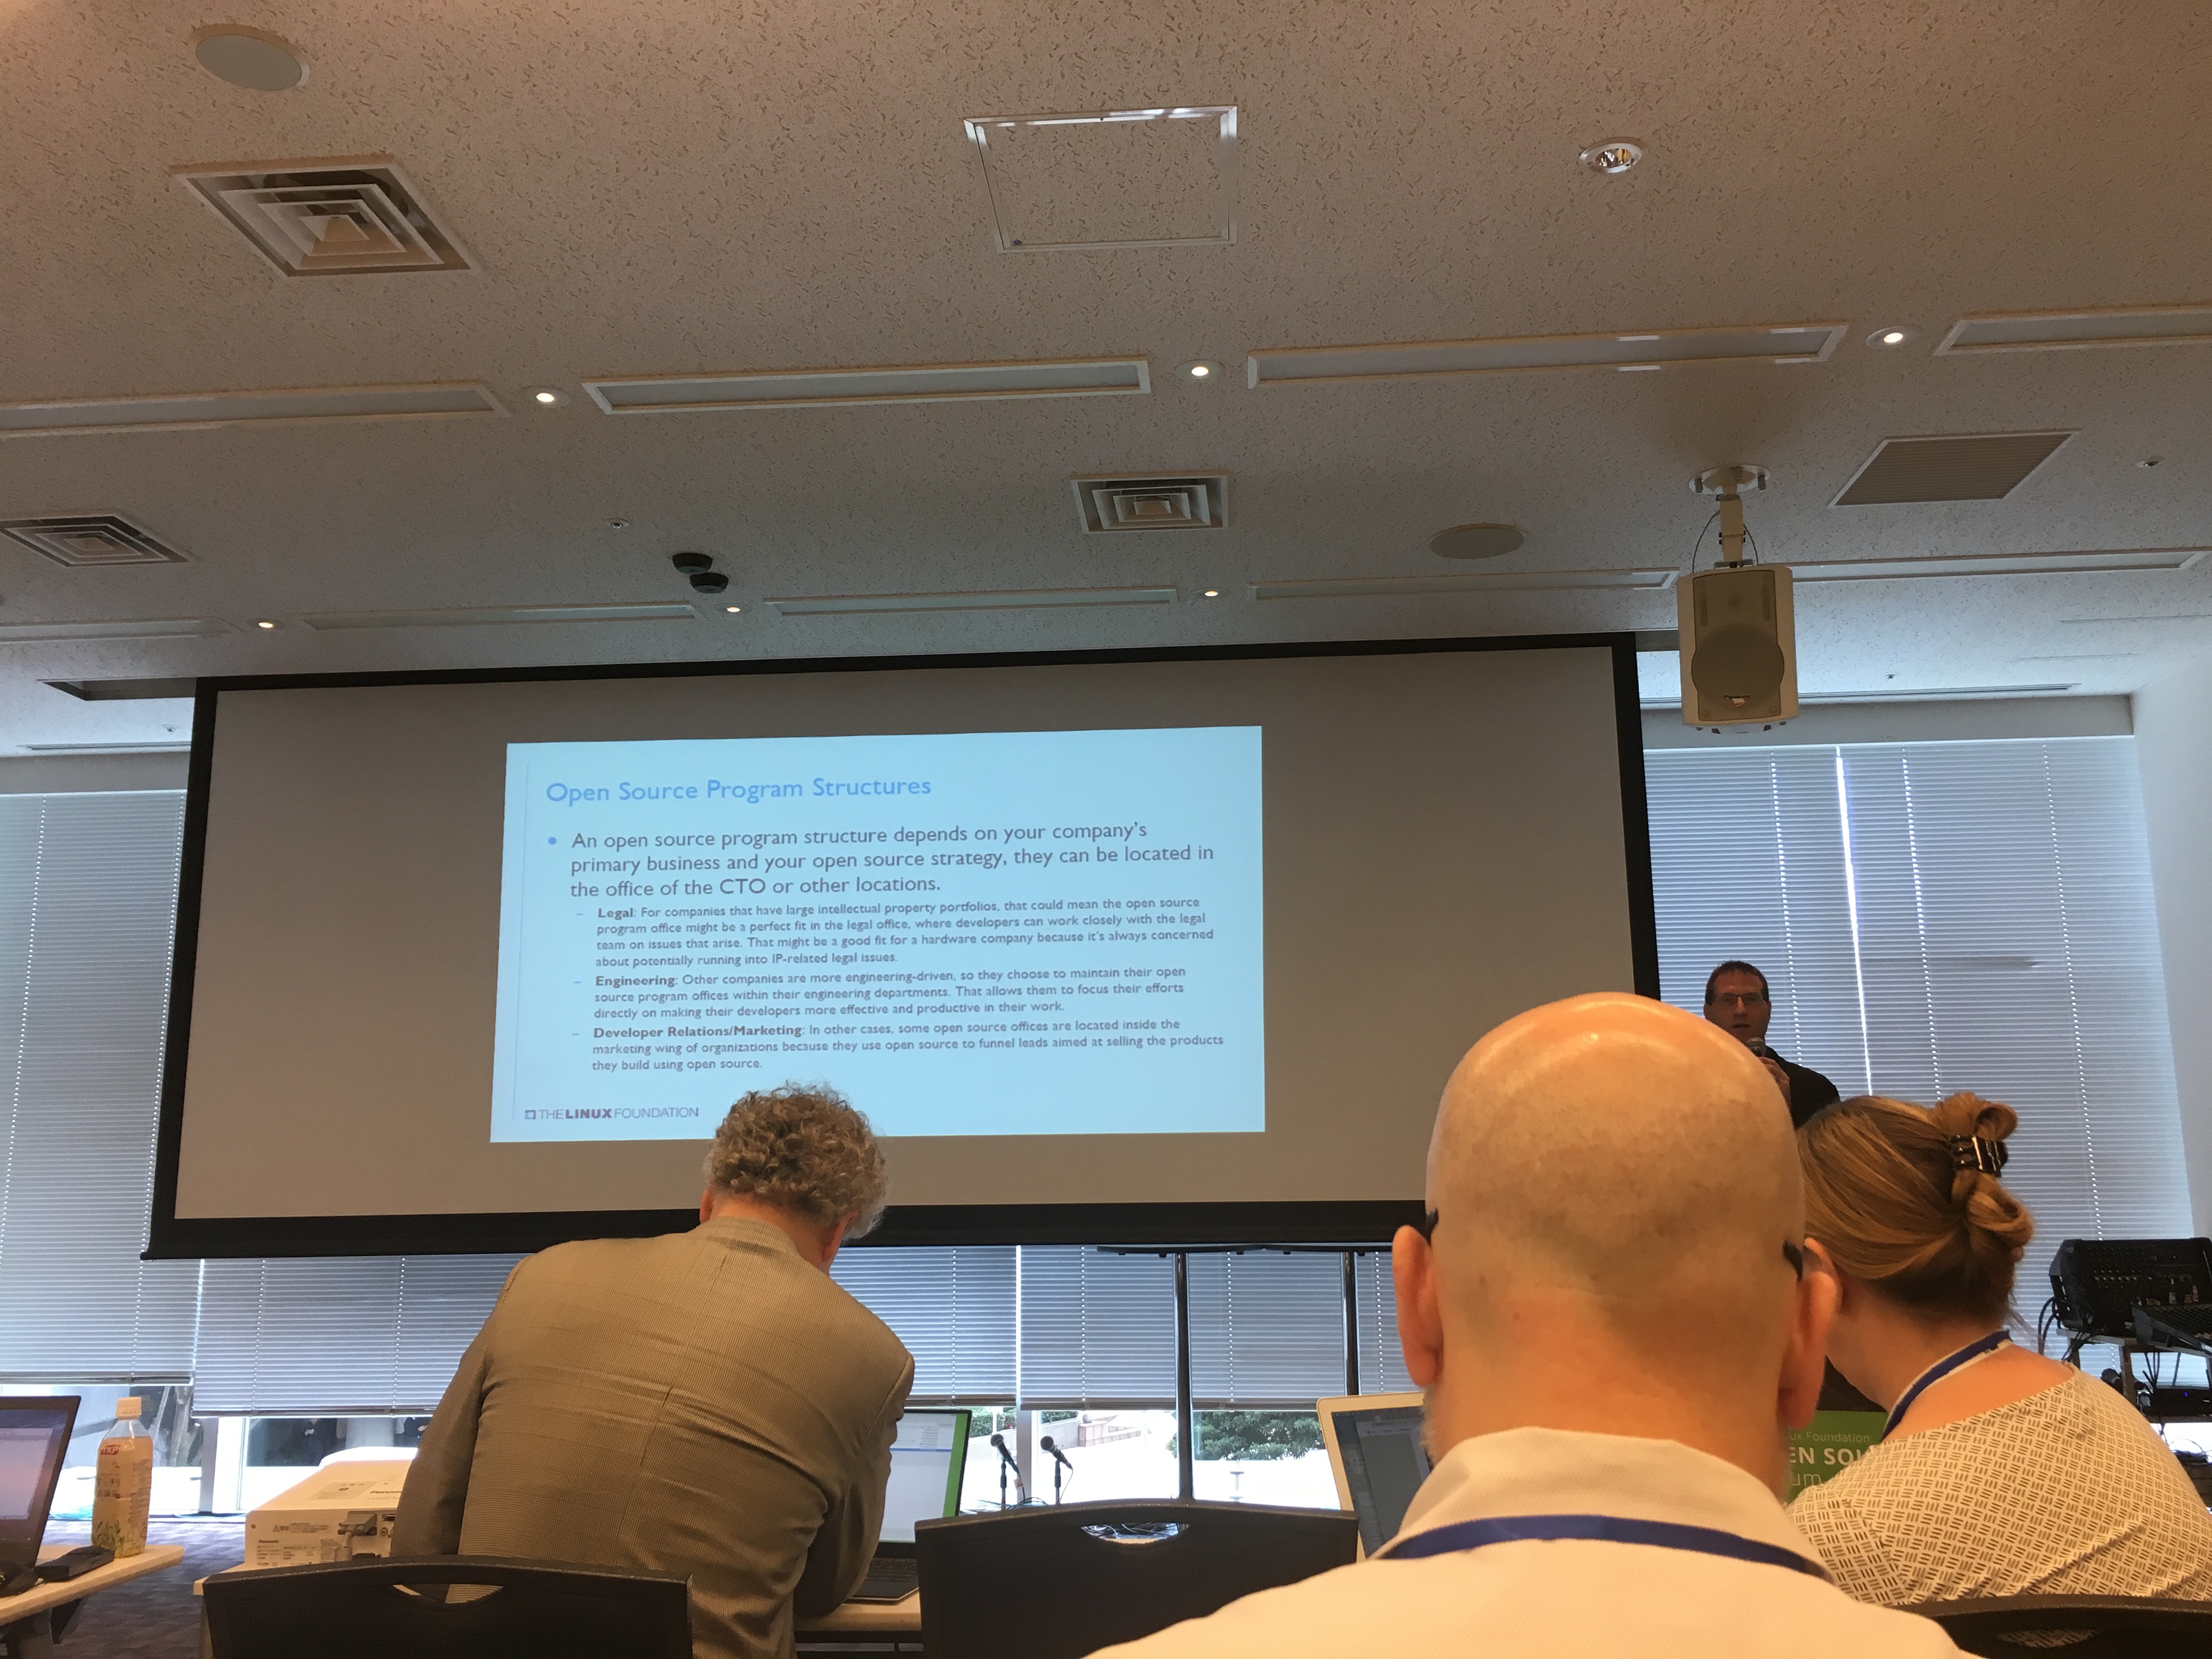 Open Source Program Structures
• An open source program structure depends on your company's
primary business and your open source strategy, they can be located in
the office of the CTO or other locations.
– Legal: For companies that have large intellectual property portfolios, that could mean the open source
program office might be a perfect fit in the legal office, where developers can work closely with the legal
team on issues that arise. That might be a good fit for a hardware company because it's always concerned
about potentially running into IP-related legal issues.
– Engineering: Other companies are more engineering-driven, so they choose to maintain their open
source program offices within their engineering departments. That allows them to focus their efforts
directly on making their developers more effective and productive in their work.
– Developer Relations/Marketing: In other cases, some open source offices are located inside the
marketing wing of organizations because they use open source to funnel leads aimed at selling the products
they build using open source.
THE LINUX FOUNDATION
ux Foundation
EN SOU
um
Panasonic